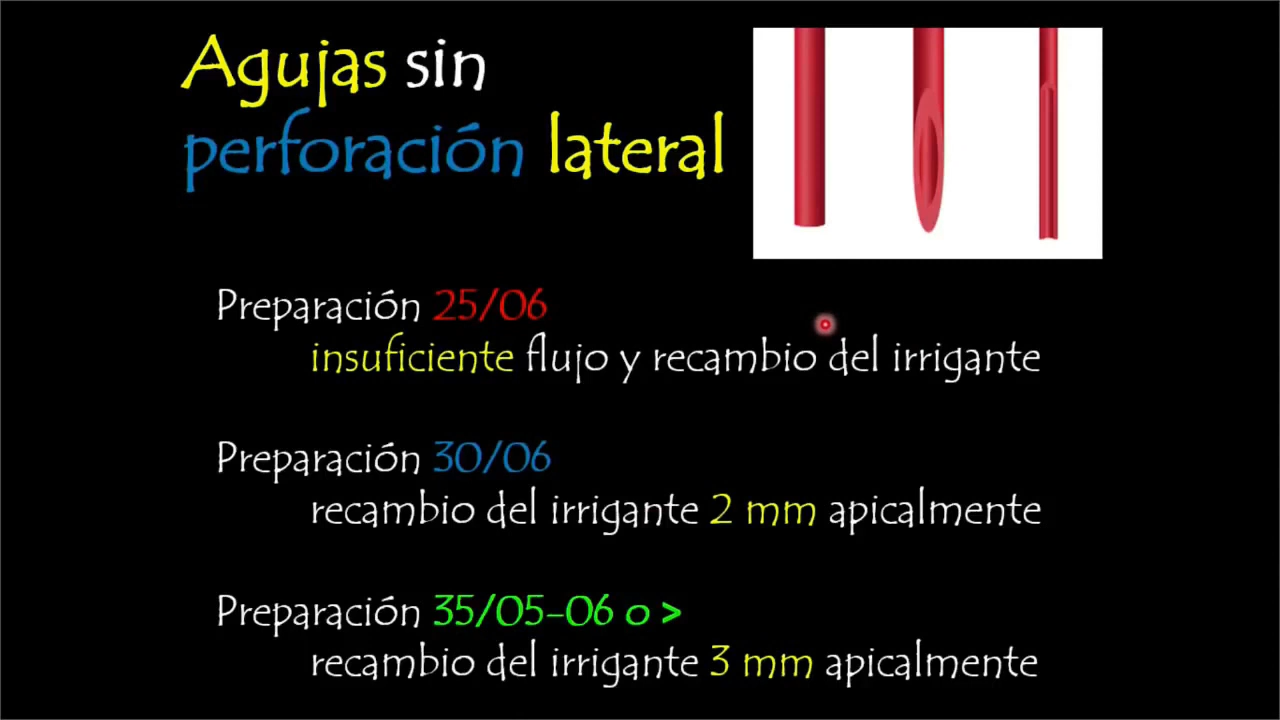 Agujas sin
perforación lateral
Preparación 25/06
insuficiente flujo y recambio del irrigante
Preparación 30/06
recambio del irrigante 2 mm apicalmente
Preparación 35/05-06 o >
recambio del irrigante 3 mm apicalmente